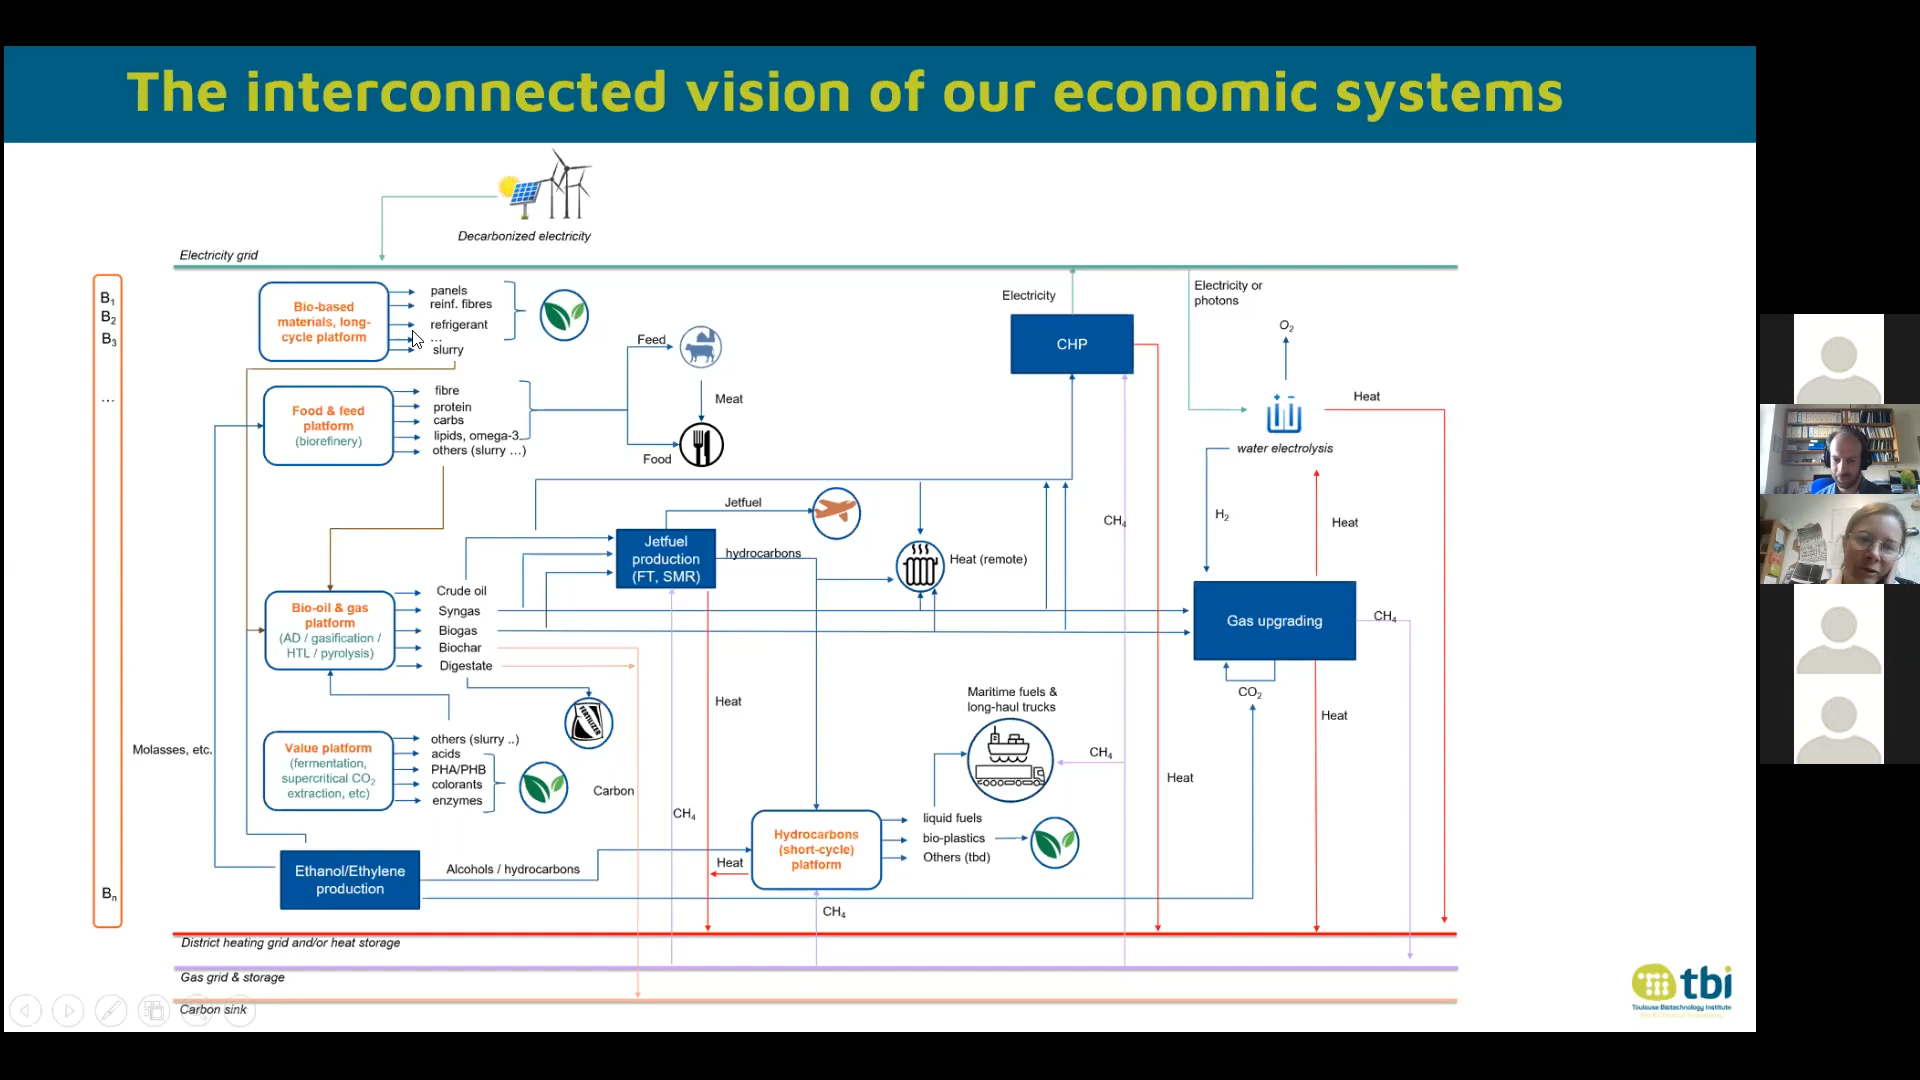 The interconnected vision of our economic systems
Decarbonized electricity
Electricity grid
B1
B2
B3
...
Bn
Bio-based
materials, long-
cycle platform
panels
reinf. fibres
refrigerant
...
slurry
Food & feed
platform
(biorefinery)
fibre
protein
carbs
lipids, omega-3
others (slurry ...)
Feed
Meat
Food
Electricity
CHP
Electricity or
photons
O2
water electrolysis
Heat
H2
Heat
CH4
Jetfuel
Jetfuel
production
(FT, SMR)
hydrocarbons
Heat (remote)
Bio-oil & gas
platform
(AD / gasification /
HTL / pyrolysis)
Crude oil
Syngas
Biogas
Biochar
Digestate
FERTILIZER
Gas upgrading
CH4
CO2
Heat
Heat
Molasses, etc.
Value platform
(fermentation,
supercritical CO2
extraction, etc)
others (slurry ..)
acids
PHA/PHB
colorants
enzymes
Carbon
CH4
Maritime fuels &
long-haul trucks
CH4
Heat
Hydrocarbons
(short-cycle)
platform
liquid fuels
bio-plastics
Others (tbd)
Heat
CH4
Ethanol/Ethylene
production
Alcohols / hydrocarbons
District heating grid and/or heat storage
Gas grid & storage
Carbon sink
tbi
Toulouse Biotechnology Institute